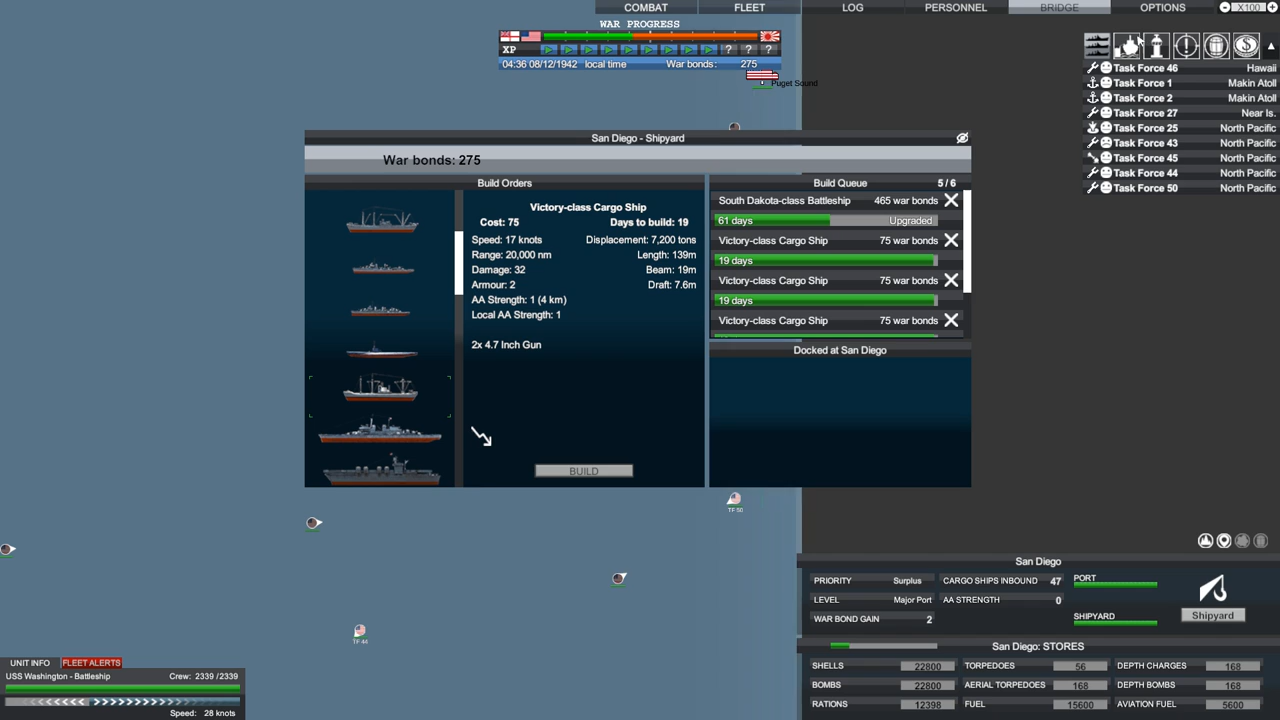 COMBAT FLEET LOG PERSONNEL BRIDGE OPTIONS X100
WAR PROGRESS
XP ? ? ?
04:36 08/12/1942 local time War bonds: 275
Puget Sound
Task Force 46 Hawaii
Task Force 1 Makin Atoll
Task Force 2 Makin Atoll
Task Force 27 Near Is.
Task Force 25 North Pacific
Task Force 43 North Pacific
Task Force 45 North Pacific
Task Force 44 North Pacific
Task Force 50 North Pacific
San Diego - Shipyard
War bonds: 275
Build Orders
Victory-class Cargo Ship
Cost: 75 Days to build: 19
Speed: 17 knots Displacement: 7,200 tons
Range: 20,000 nm Length: 139m
Damage: 32 Beam: 19m
Armour: 2 Draft: 7.6m
AA Strength: 1 (4 km)
Local AA Strength: 1
2x 4.7 Inch Gun
BUILD
Build Queue 5 / 6
South Dakota-class Battleship 465 war bonds
61 days Upgraded
Victory-class Cargo Ship 75 war bonds
19 days
Victory-class Cargo Ship 75 war bonds
19 days
Victory-class Cargo Ship 75 war bonds
Docked at San Diego
TF 50
TF 44
San Diego
PRIORITY Surplus CARGO SHIPS INBOUND 47 PORT
LEVEL Major Port AA STRENGTH 0
WAR BOND GAIN 2 SHIPYARD Shipyard
San Diego: STORES
SHELLS 22800 TORPEDOES 56 DEPTH CHARGES 168
BOMBS 22800 AERIAL TORPEDOES 168 DEPTH BOMBS 168
RATIONS 12398 FUEL 15600 AVIATION FUEL 5600
UNIT INFO FLEET ALERTS
USS Washington - Battleship Crew: 2339 /2339
Speed: 28 knots